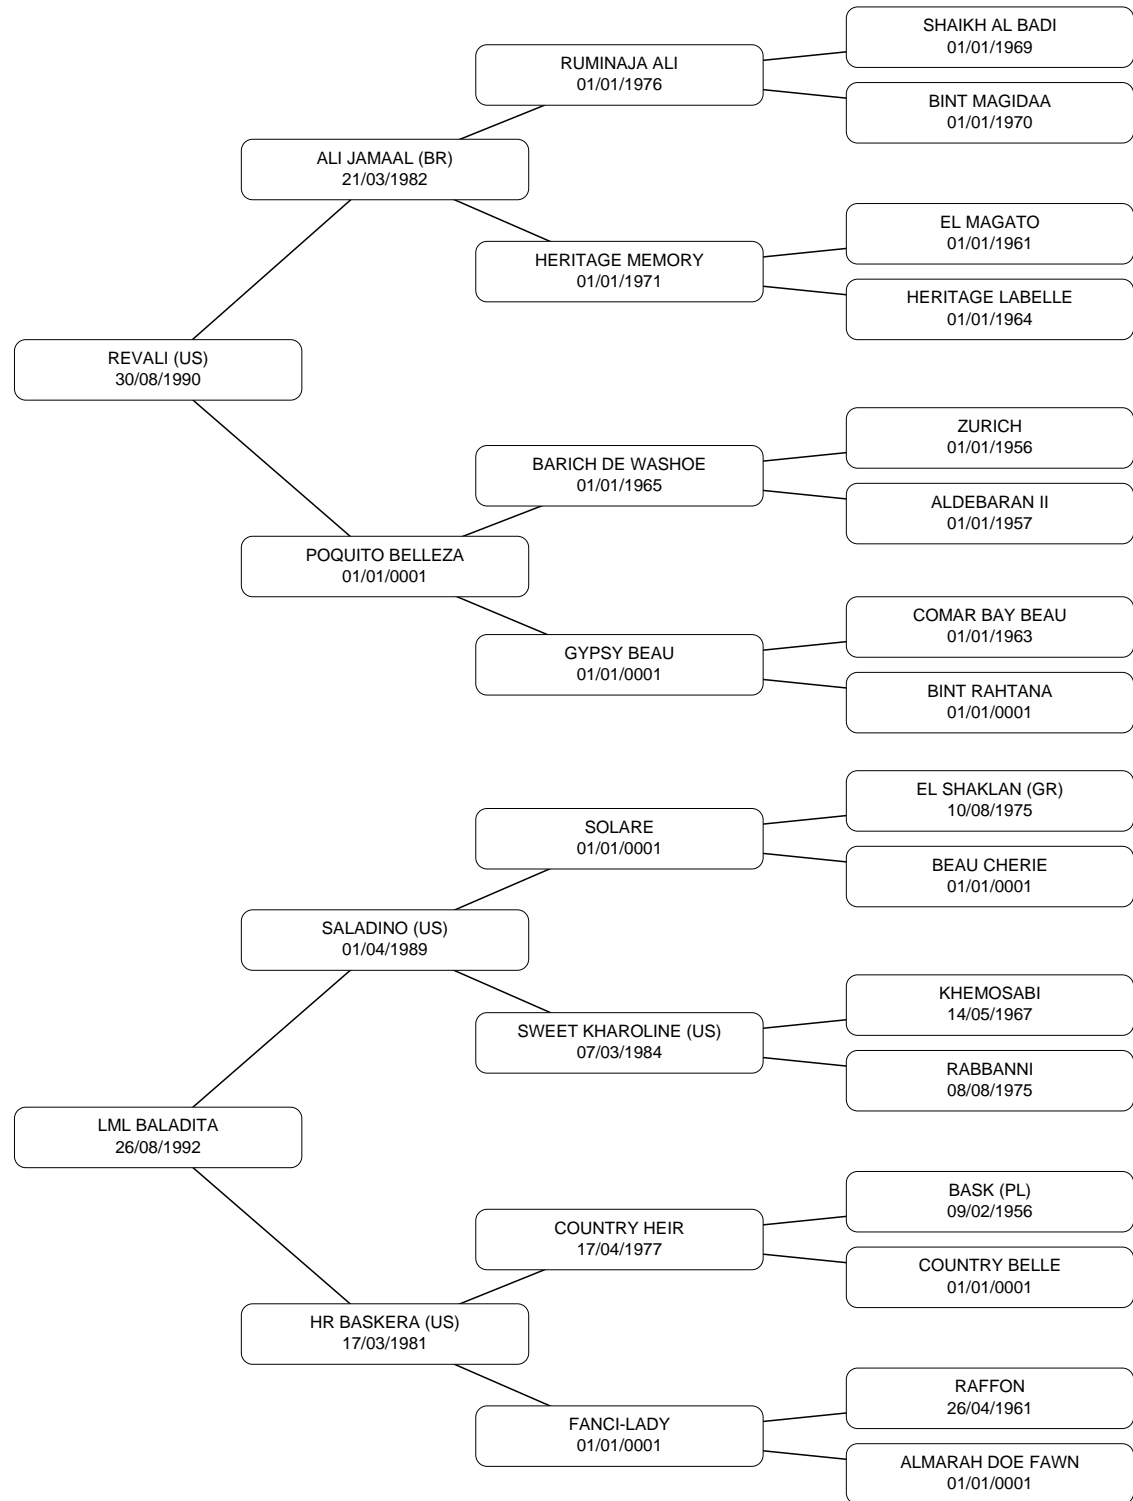 SHAIKH AL BADI
01/01/1969
RUMINAJA ALI
01/01/1976
BINT MAGIDAA
01/01/1970
ALI JAMAAL (BR)
21/03/1982
EL MAGATO
01/01/1961
HERITAGE MEMORY
01/01/1971
HERITAGE LABELLE
01/01/1964
REVALI (US)
30/08/1990
ZURICH
01/01/1956
BARICH DE WASHOE
01/01/1965
ALDEBARAN II
01/01/1957
POQUITO BELLEZA
01/01/0001
COMAR BAY BEAU
01/01/1963
GYPSY BEAU
01/01/0001
BINT RAHTANA
01/01/0001
EL SHAKLAN (GR)
10/08/1975
SOLARE
01/01/0001
BEAU CHERIE
01/01/0001
SALADINO (US)
01/04/1989
KHEMOSABI
14/05/1967
SWEET KHAROLINE (US)
07/03/1984
RABBANNI
08/08/1975
LML BALADITA
26/08/1992
BASK (PL)
09/02/1956
COUNTRY HEIR
17/04/1977
COUNTRY BELLE
01/01/0001
HR BASKERA (US)
17/03/1981
RAFFON
26/04/1961
FANCI-LADY
01/01/0001
ALMARAH DOE FAWN
01/01/0001